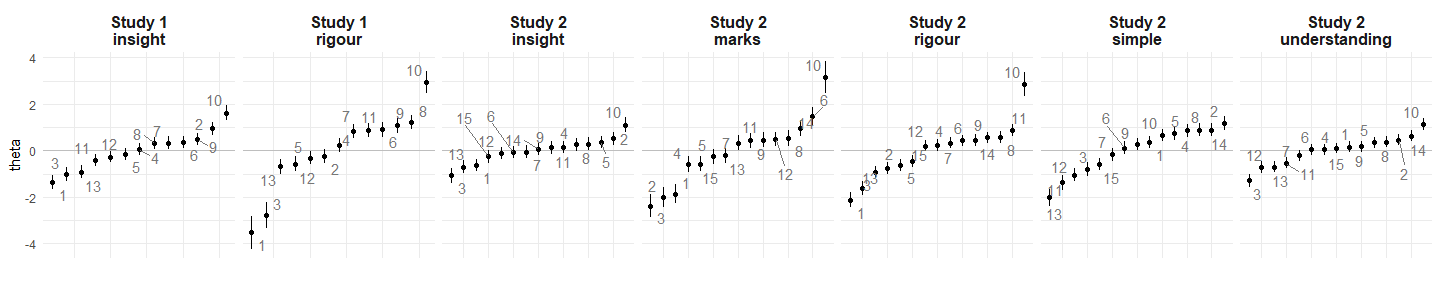 Study 1
insight
Study 1
rigour
Study 2
insight
Study 2
marks
Study 2
rigour
Study 2
simple
Study 2
understanding
theta
4
2
0
-2
-4
3 1 11 13 12 5 8 4 7 6 2 9 10
1 3 13 12 2 4 7 11 6 9 8 10
15 13 3 12 1 6 14 9 7 4 11 5 10 2
2 3 4 1 7 15 5 11 9 12 8 14 6 10
1 13 3 2 5 12 15 4 6 9 14 11 8 10
13 11 12 3 15 7 6 9 10 1 5 4 8 2 14
3 12 13 7 11 6 4 15 1 9 5 8 2 10 14